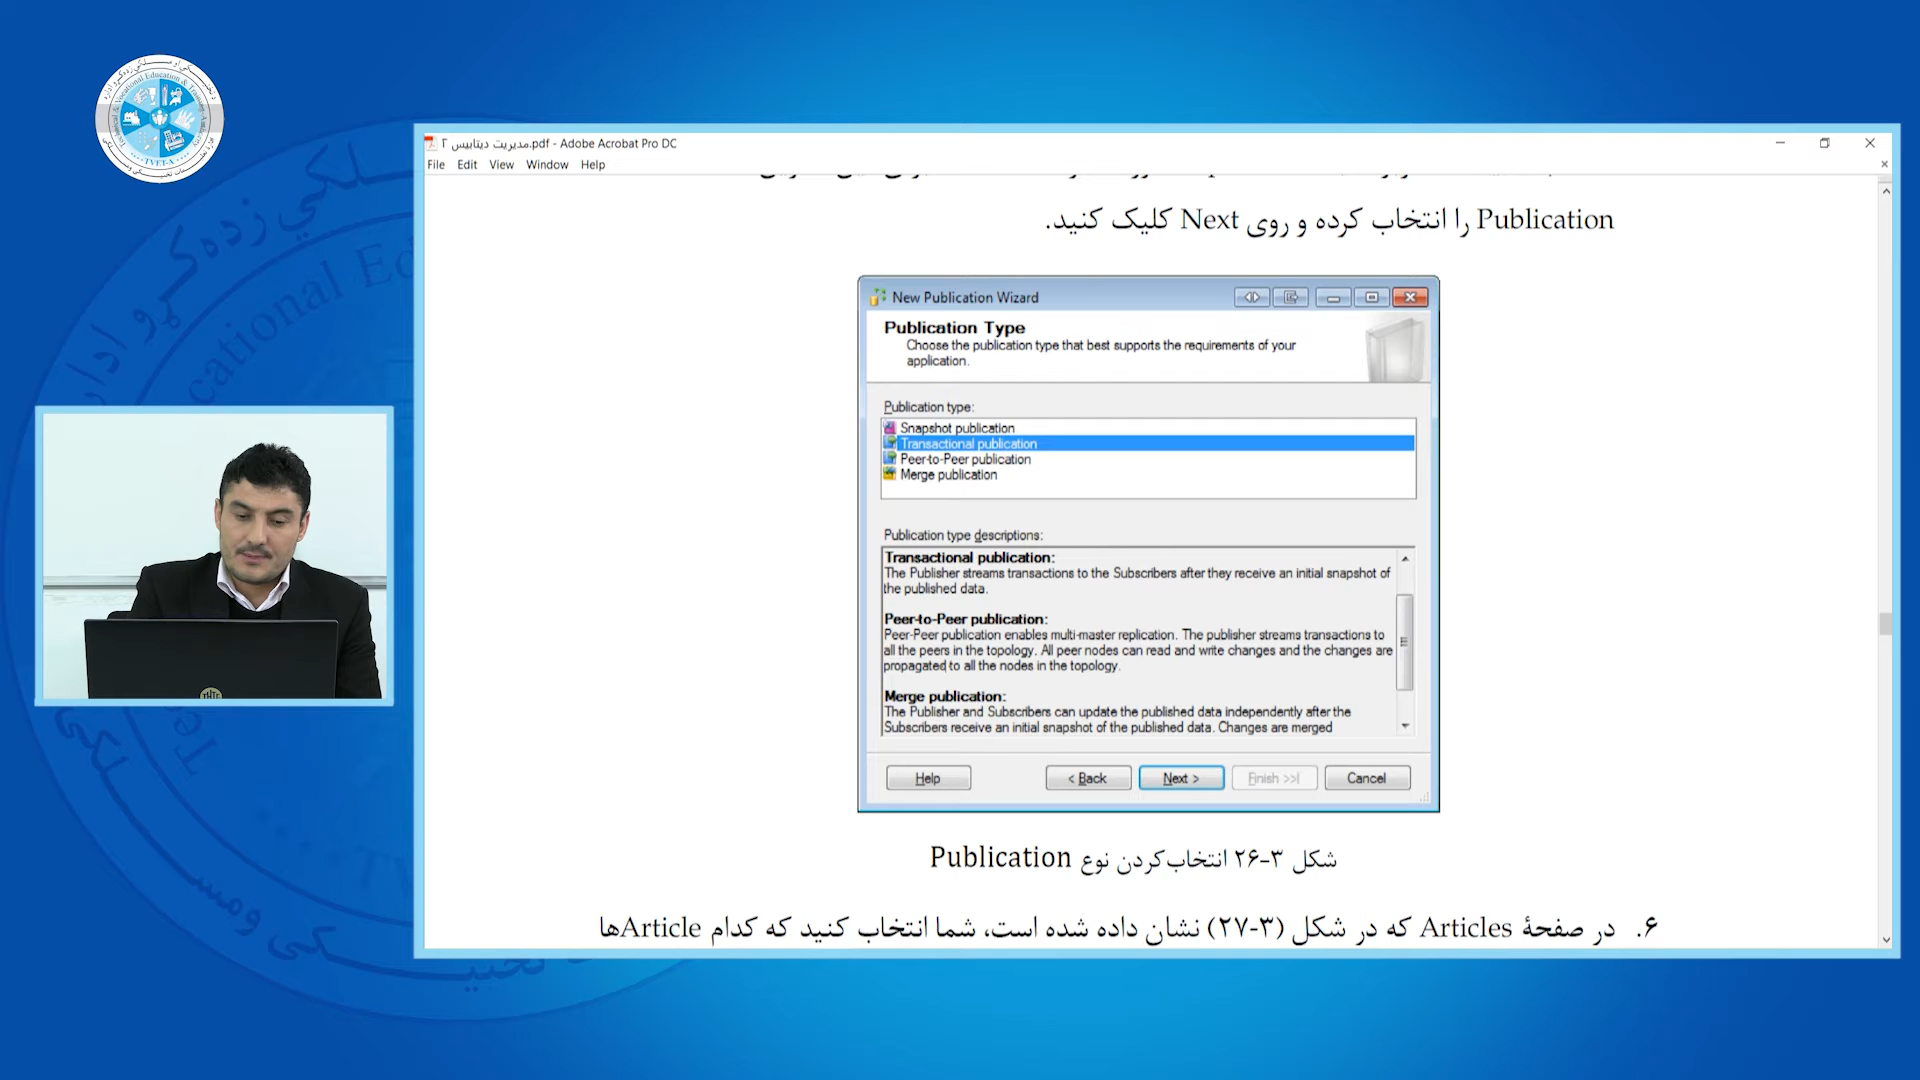 Technical & Vocational Education & Training Authority
TVET-A
مدیریت دیتابیس ۲.pdf - Adobe Acrobat Pro DC
File Edit View Window Help
Publication را انتخاب کرده و روی Next کلیک کنید.
New Publication Wizard
Publication Type
Choose the publication type that best supports the requirements of your
application.
Publication type:
Snapshot publication
Transactional publication
Peer-to-Peer publication
Merge publication
Publication type descriptions:
Transactional publication:
The Publisher streams transactions to the Subscribers after they receive an initial snapshot of
the published data.
Peer-to-Peer publication:
Peer-Peer publication enables multi-master replication. The publisher streams transactions to
all the peers in the topology. All peer nodes can read and write changes and the changes are
propagated to all the nodes in the topology.
Merge publication:
The Publisher and Subscribers can update the published data independently after the
Subscribers receive an initial snapshot of the published data. Changes are merged
Help < Back Next > Finish >>| Cancel
شکل ۳-۲۶ انتخاب‌کردن نوع Publication
۶. در صفحهٔ Articles که در شکل (۳-۲۷) نشان داده شده است، شما انتخاب کنید که کدام Articleها